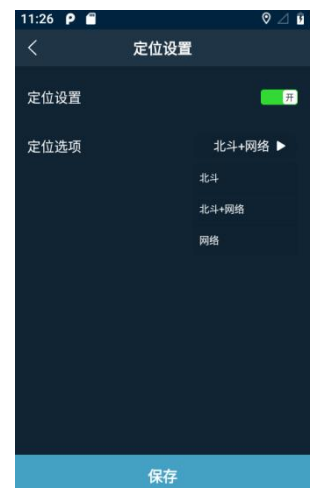 11:26
定位设置
定位设置 开
定位选项 北斗+网络 ▶
北斗
北斗+网络
网络
保存